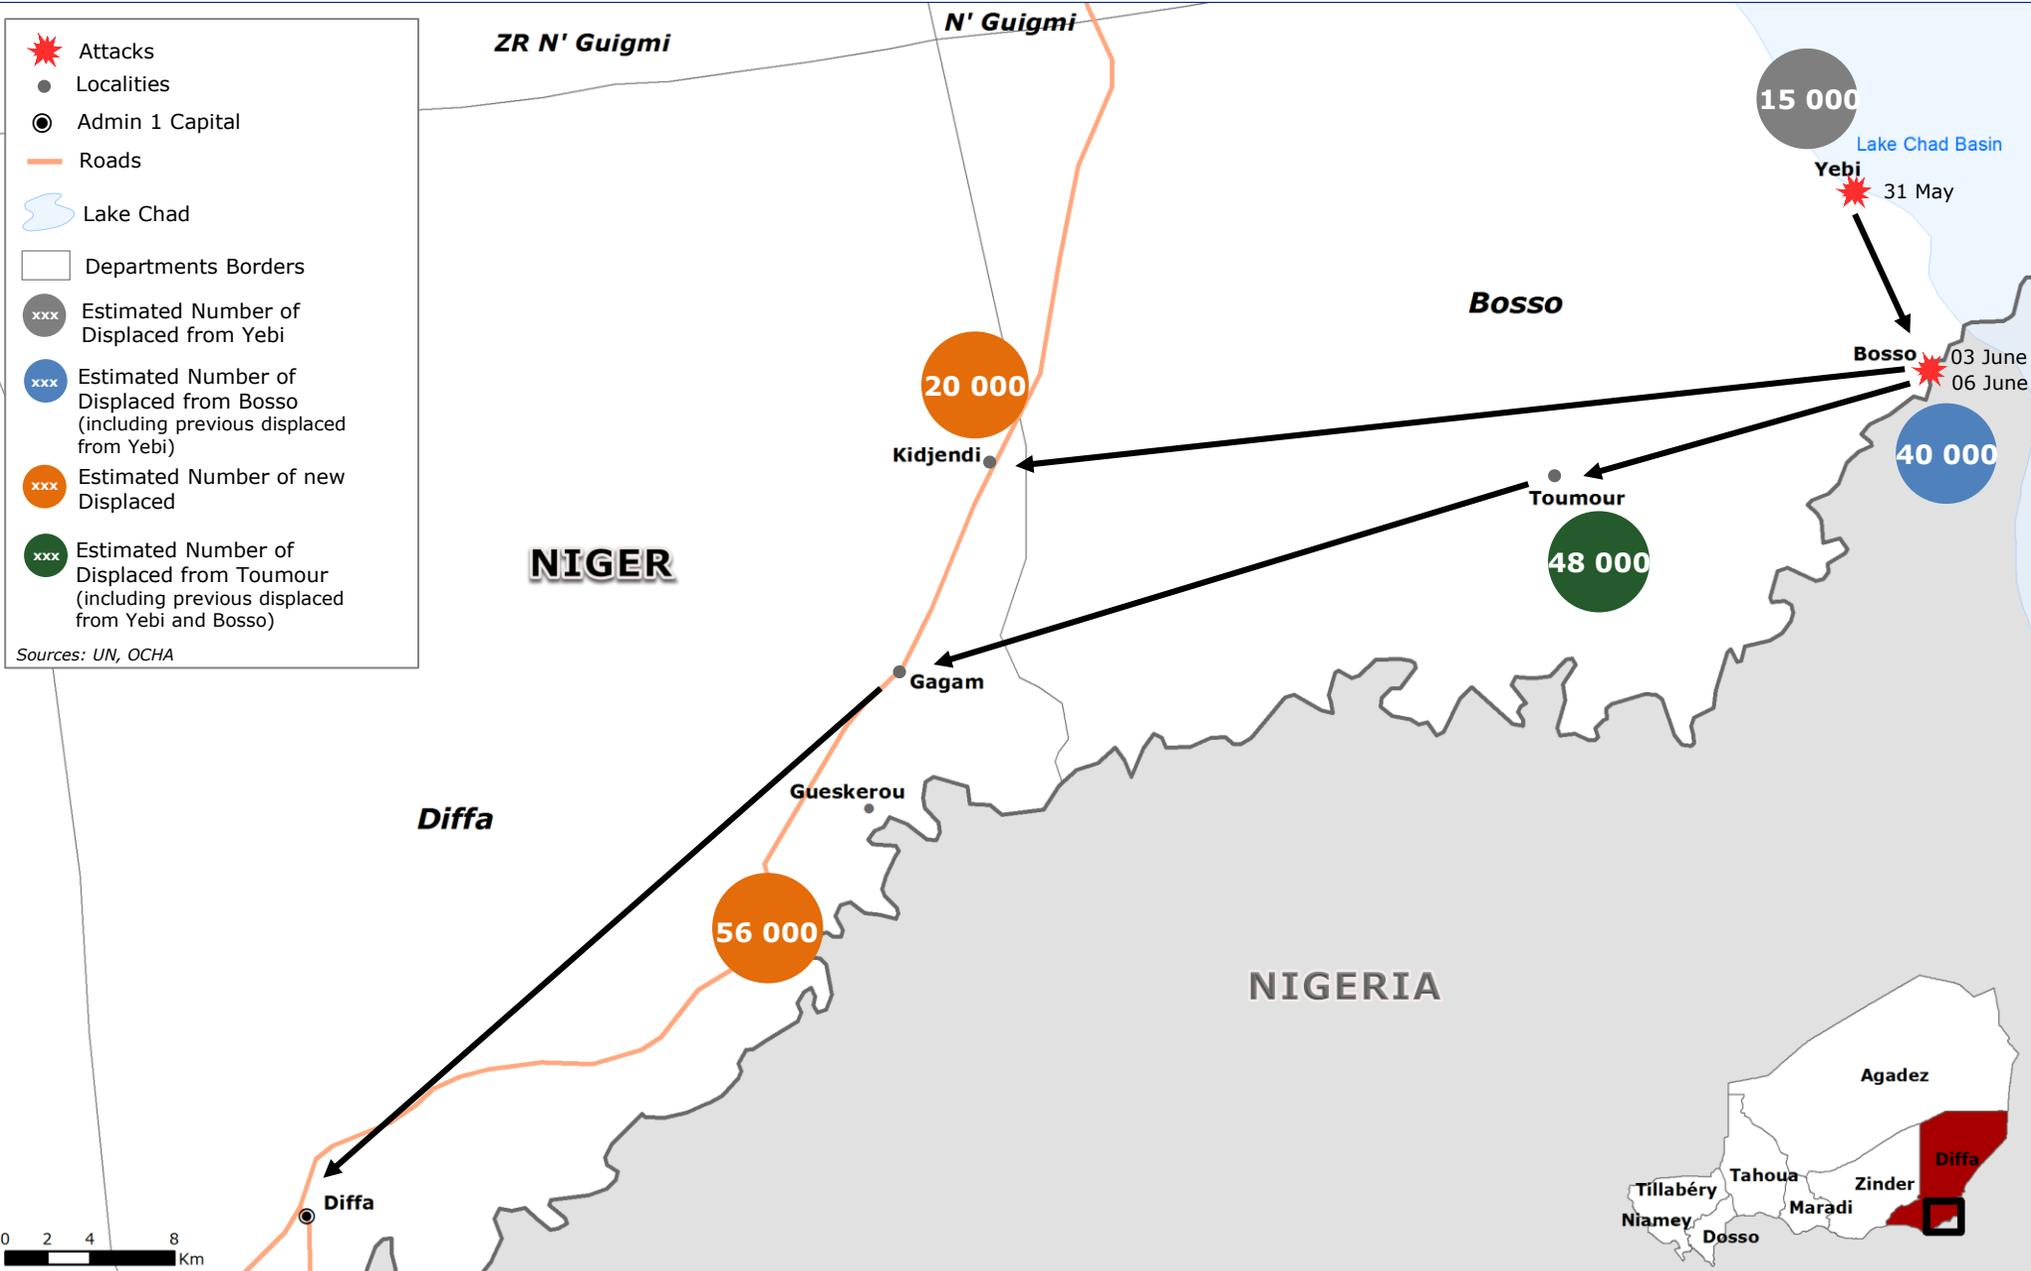 Attacks
Localities
Admin 1 Capital
Roads
Lake Chad
Departments Borders
xxx
Estimated Number of
Displaced from Yebi
xxx
Estimated Number of
Displaced from Bosso
(including previous displaced
from Yebi)
xxx
Estimated Number of new
Displaced
xxx
Estimated Number of
Displaced from Toumour
(including previous displaced
from Yebi and Bosso)
Sources: UN, OCHA
ZR N' Guigmi
N' Guigmi
15 000
Lake Chad Basin
Yebi
31 May
Bosso
Bosso
03 June
06 June
40 000
20 000
Kidjendi
Toumour
48 000
NIGER
Gagam
Gueskerou
Diffa
56 000
NIGERIA
Diffa
0 2 4 8
Km
Agadez
Diffa
Tahoua
Zinder
Tillabéry
Maradi
Niamey
Dosso